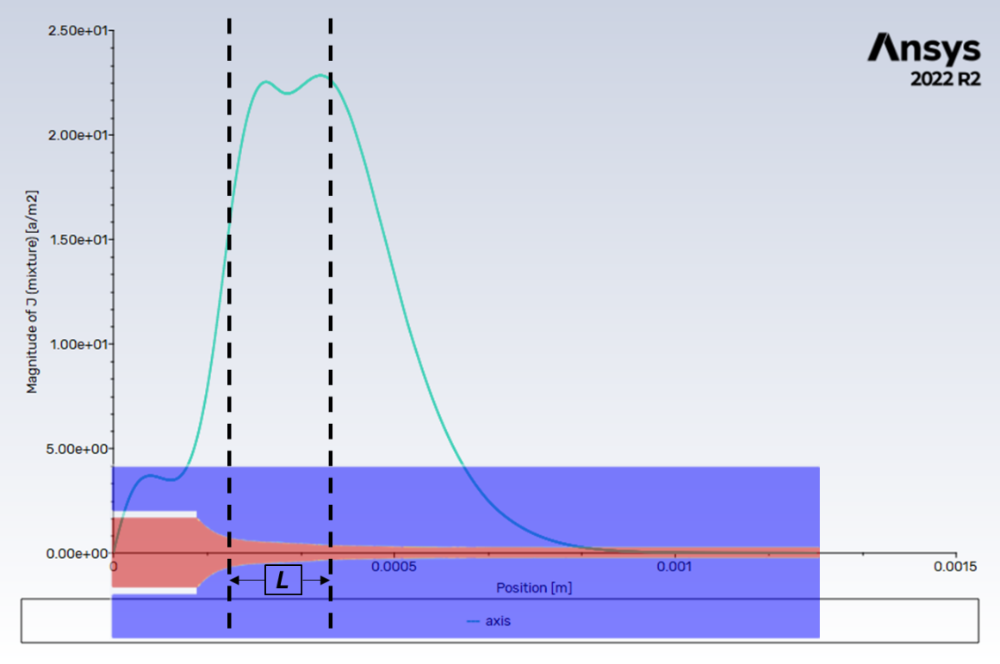 Ansys
2022 R2
2.50e+01
2.00e+01
1.50e+01
1.00e+01
5.00e+00
0.00e+00
Magnitude of J (mixture) [a/m2]
0
0.0005
0.001
0.0015
L
Position [m]
axis